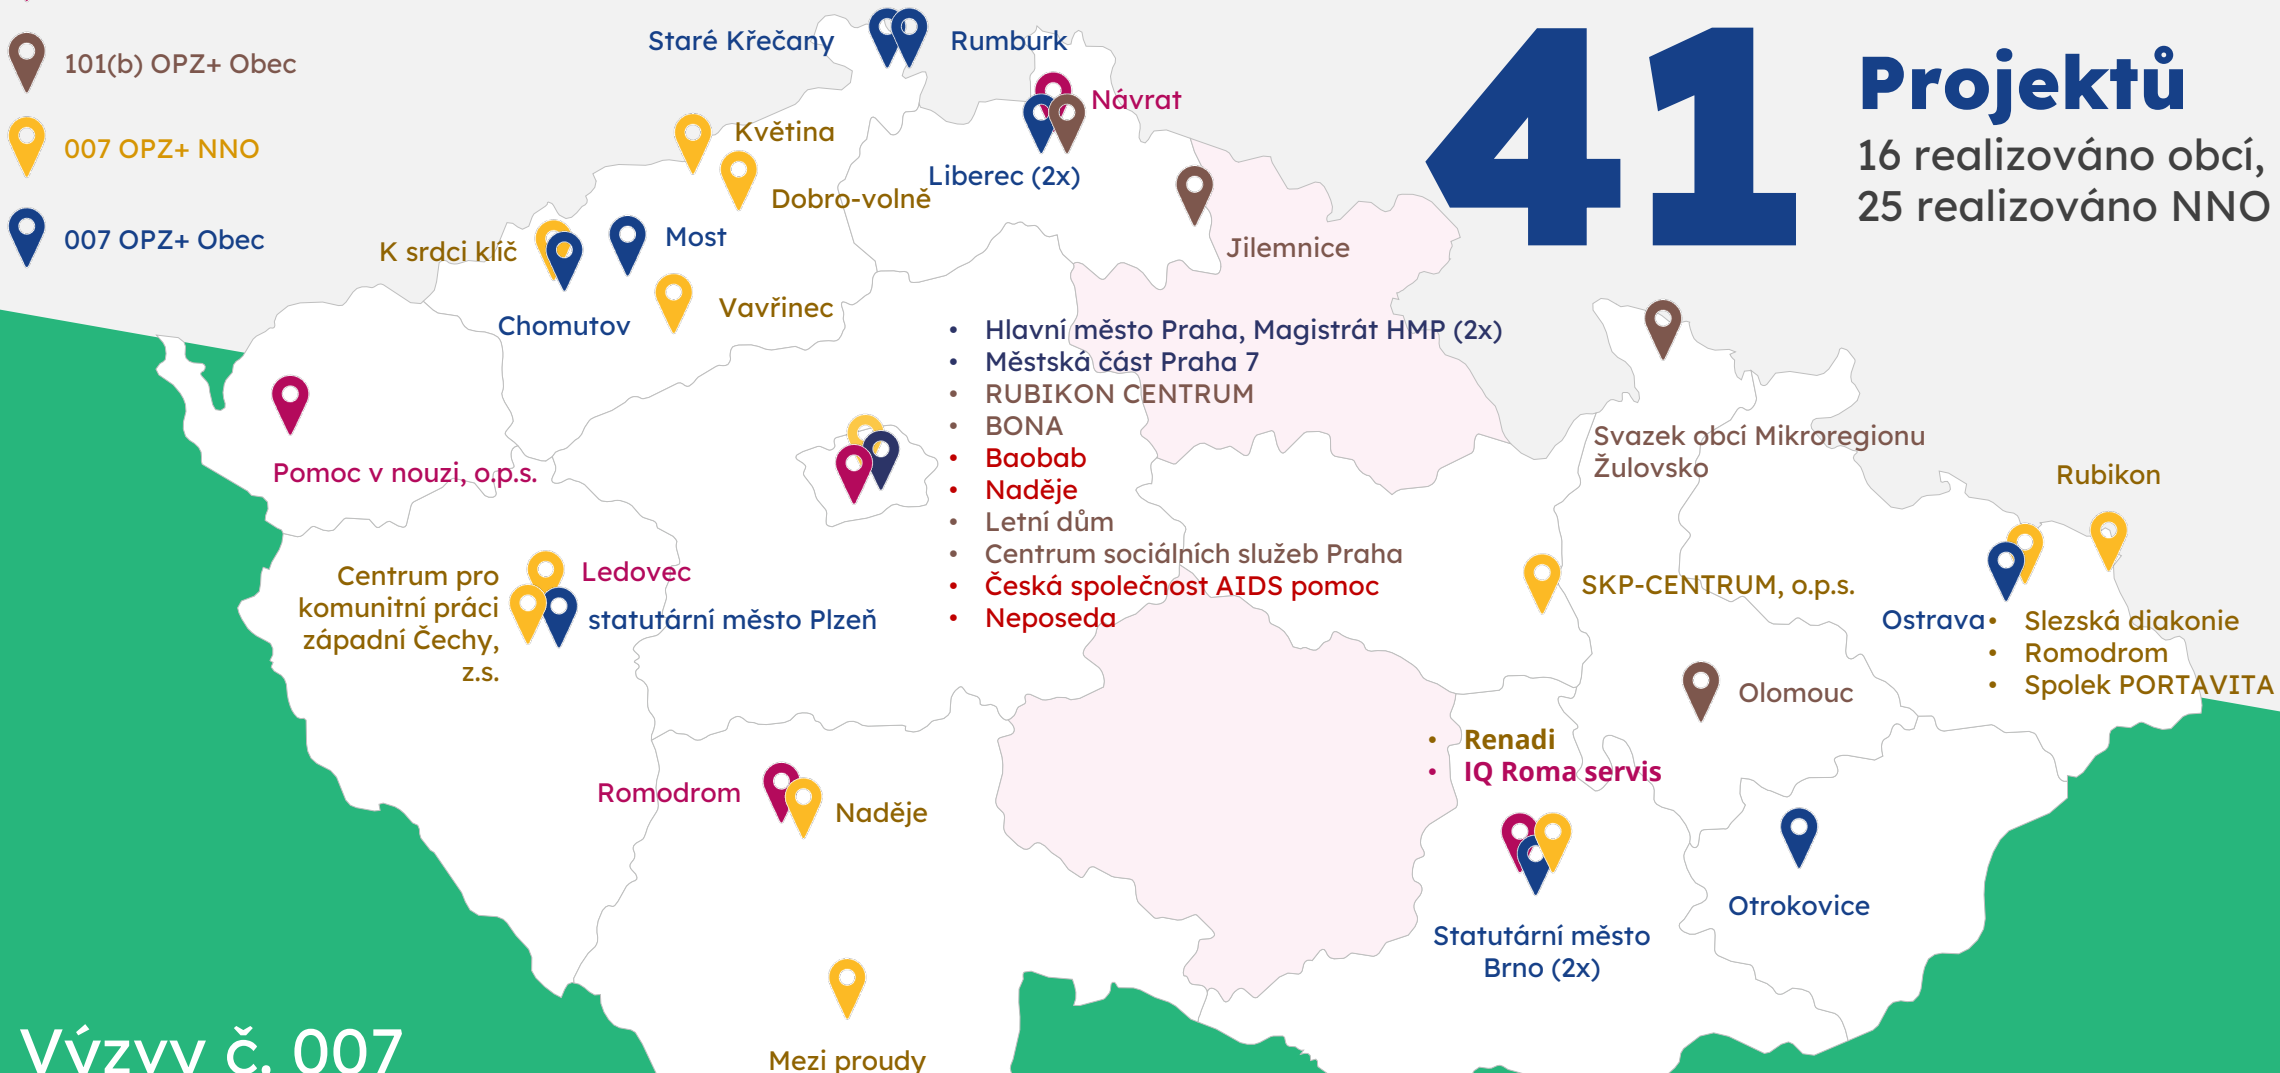 101(b) OPZ+ Obec
007 OPZ+ NNO
007 OPZ+ Obec
41
Projektů
16 realizováno obcí,
25 realizováno NNO
Staré Křečany
Rumburk
Návrat
Květina
Liberec (2x)
Dobro-volně
Most
K srdci klíč
Jilemnice
Vavřinec
Chomutov
• Hlavní město Praha, Magistrát HMP (2x)
• Městská část Praha 7
• RUBIKON CENTRUM
• BONA
• Baobab
• Naděje
• Letní dům
• Centrum sociálních služeb Praha
• Česká společnost AIDS pomoc
• Neposeda
Svazek obcí Mikroregionu
Žulovsko
Pomoc v nouzi, o.p.s.
Rubikon
Centrum pro
komunitní práci
západní Čechy,
z.s.
Ledovec
statutární město Plzeň
SKP-CENTRUM, o.p.s.
Ostrava
• Slezská diakonie
• Romodrom
• Spolek PORTAVITA
Olomouc
• Renadi
• IQ Roma servis
Romodrom
Naděje
Otrokovice
Statutární město
Brno (2x)
Výzvy č. 007
Mezi proudy